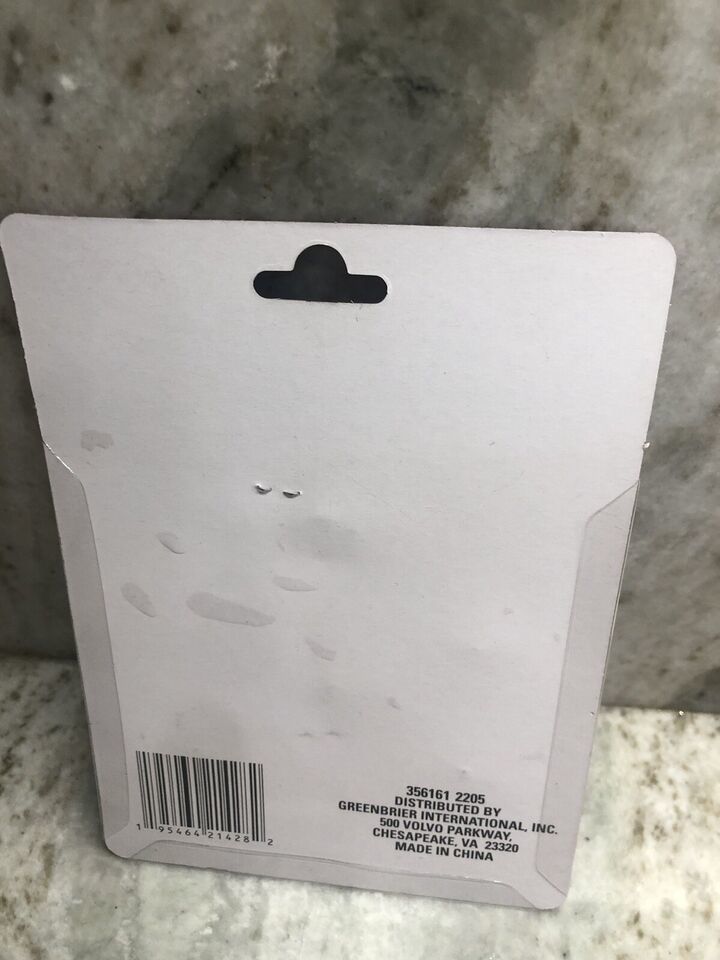 356161 2205
DISTRIBUTED BY
GREENBRIER INTERNATIONAL, INC.
500 VOLVO PARKWAY,
CHESAPEAKE, VA 23320
MADE IN CHINA
1 95464 21428 2